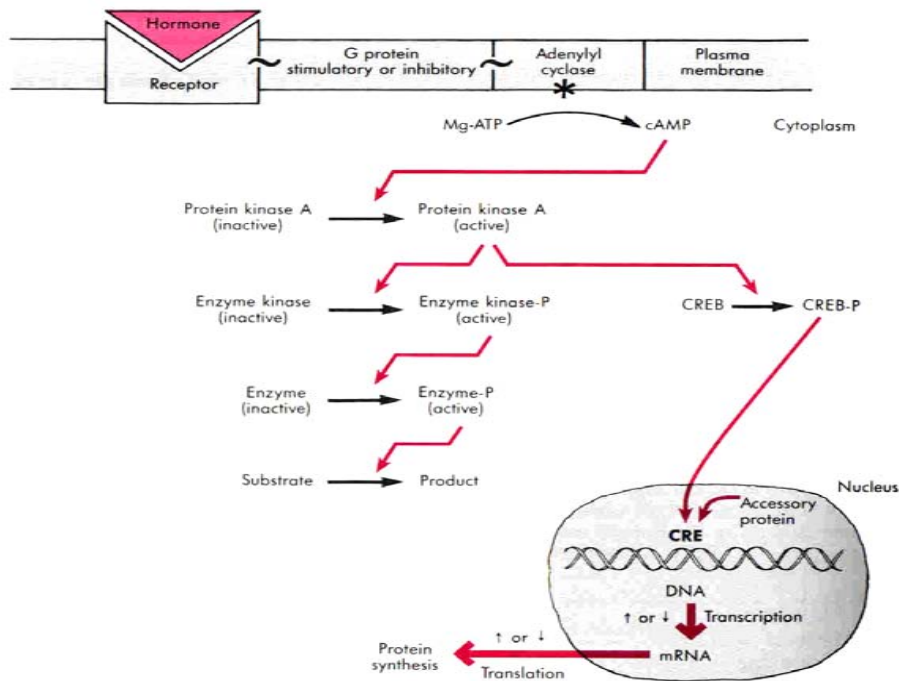 Hormone
Receptor
G protein
stimulatory or inhibitory
Adenylyl
cyclase
Plasma
membrane
*
Mg-ATP
cAMP
Cytoplasm
Protein kinase A
(inactive)
Protein kinase A
(active)
Enzyme kinase
(inactive)
Enzyme kinase-P
(active)
CREB
CREB-P
Enzyme
(inactive)
Enzyme-P
(active)
Substrate
Product
Nucleus
Accessory
protein
CRE
DNA
↑ or ↓
Transcription
mRNA
↑ or ↓
Translation
Protein
synthesis